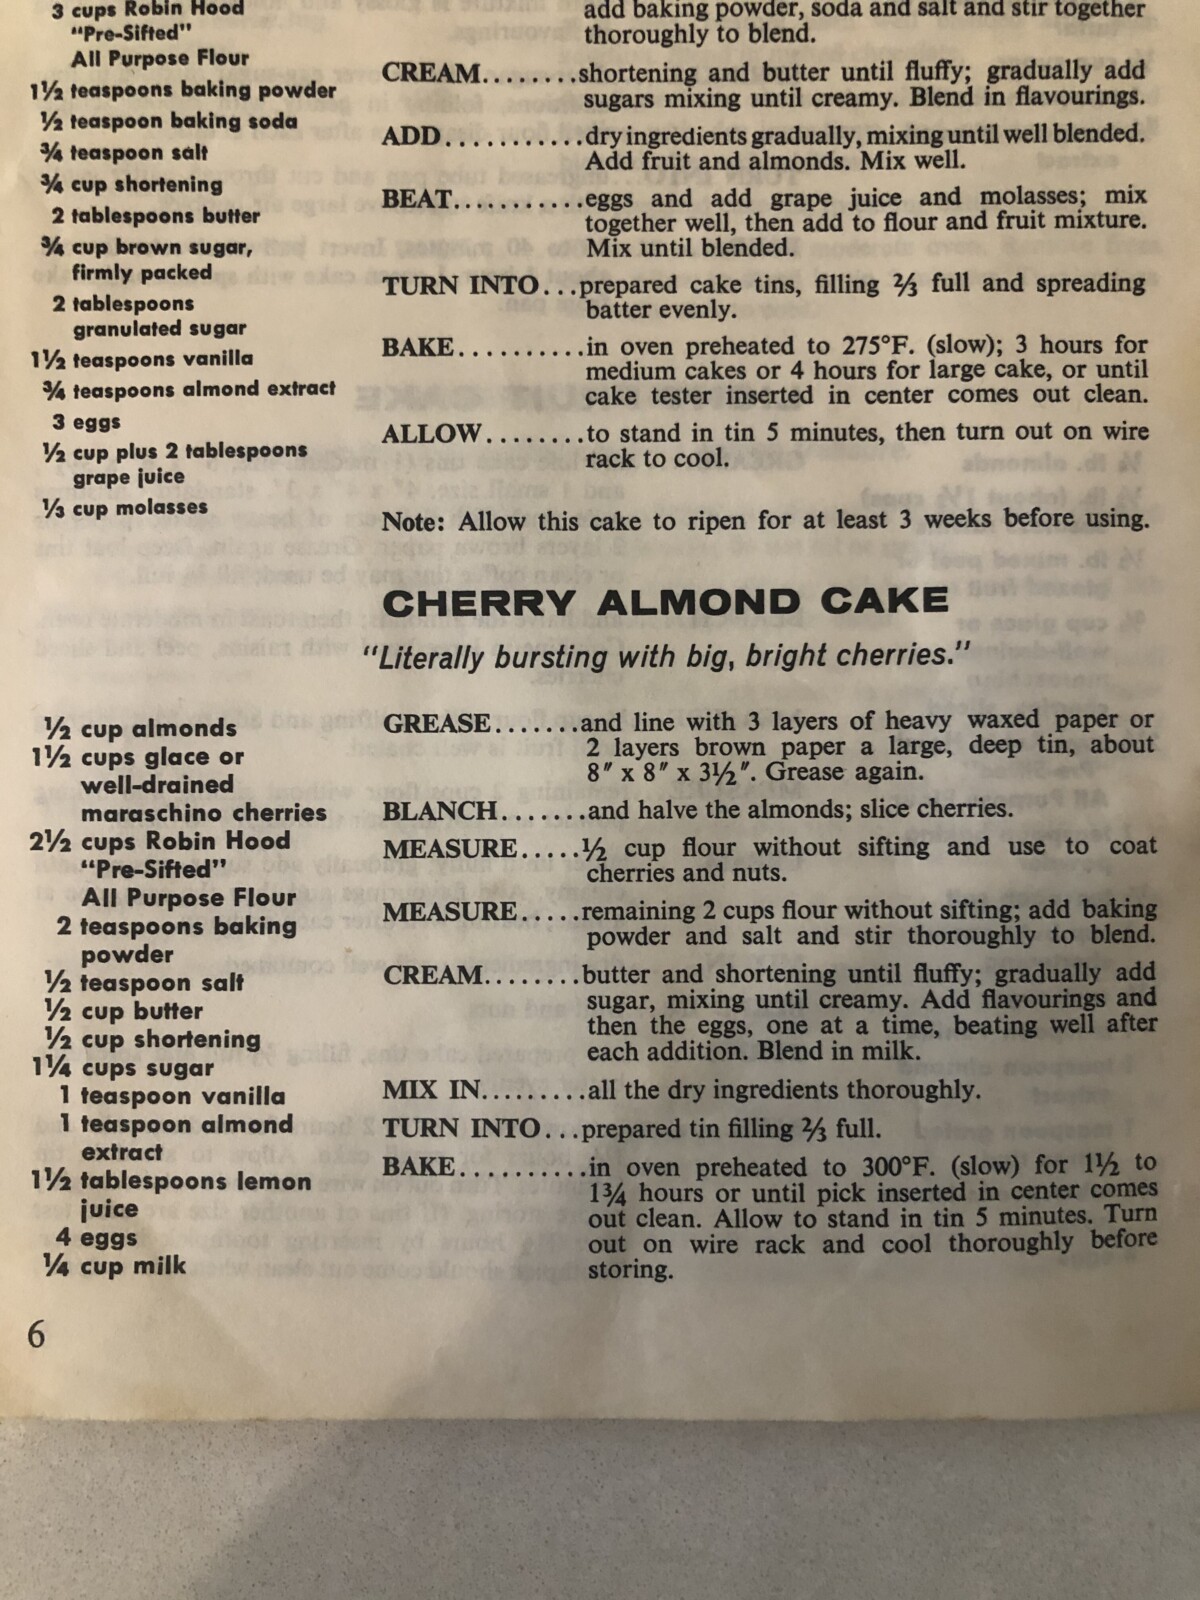 3 cups Robin Hood
"Pre-Sifted"
All Purpose Flour
1½ teaspoons baking powder
½ teaspoon baking soda
¾ teaspoon salt
¾ cup shortening
2 tablespoons butter
¾ cup brown sugar,
firmly packed
2 tablespoons
granulated sugar
1½ teaspoons vanilla
¾ teaspoons almond extract
3 eggs
½ cup plus 2 tablespoons
grape juice
⅓ cup molasses
add baking powder, soda and salt and stir together
thoroughly to blend.
CREAM........shortening and butter until fluffy; gradually add
sugars mixing until creamy. Blend in flavourings.
ADD............dry ingredients gradually, mixing until well blended.
Add fruit and almonds. Mix well.
BEAT...........eggs and add grape juice and molasses; mix
together well, then add to flour and fruit mixture.
Mix until blended.
TURN INTO...prepared cake tins, filling ⅔ full and spreading
batter evenly.
BAKE..........in oven preheated to 275°F. (slow); 3 hours for
medium cakes or 4 hours for large cake, or until
cake tester inserted in center comes out clean.
ALLOW........to stand in tin 5 minutes, then turn out on wire
rack to cool.
Note: Allow this cake to ripen for at least 3 weeks before using.
CHERRY ALMOND CAKE
"Literally bursting with big, bright cherries."
½ cup almonds
1½ cups glace or
well-drained
maraschino cherries
2½ cups Robin Hood
"Pre-Sifted"
All Purpose Flour
2 teaspoons baking
powder
½ teaspoon salt
½ cup butter
½ cup shortening
1¼ cups sugar
1 teaspoon vanilla
1 teaspoon almond
extract
1½ tablespoons lemon
juice
4 eggs
¼ cup milk
GREASE.......and line with 3 layers of heavy waxed paper or
2 layers brown paper a large, deep tin, about
8" x 8" x 3½". Grease again.
BLANCH.......and halve the almonds; slice cherries.
MEASURE.....½ cup flour without sifting and use to coat
cherries and nuts.
MEASURE.....remaining 2 cups flour without sifting; add baking
powder and salt and stir thoroughly to blend.
CREAM........butter and shortening until fluffy; gradually add
sugar, mixing until creamy. Add flavourings and
then the eggs, one at a time, beating well after
each addition. Blend in milk.
MIX IN.........all the dry ingredients thoroughly.
TURN INTO...prepared tin filling ⅔ full.
BAKE..........in oven preheated to 300°F. (slow) for 1½ to
1¾ hours or until pick inserted in center comes
out clean. Allow to stand in tin 5 minutes. Turn
out on wire rack and cool thoroughly before
storing.
6